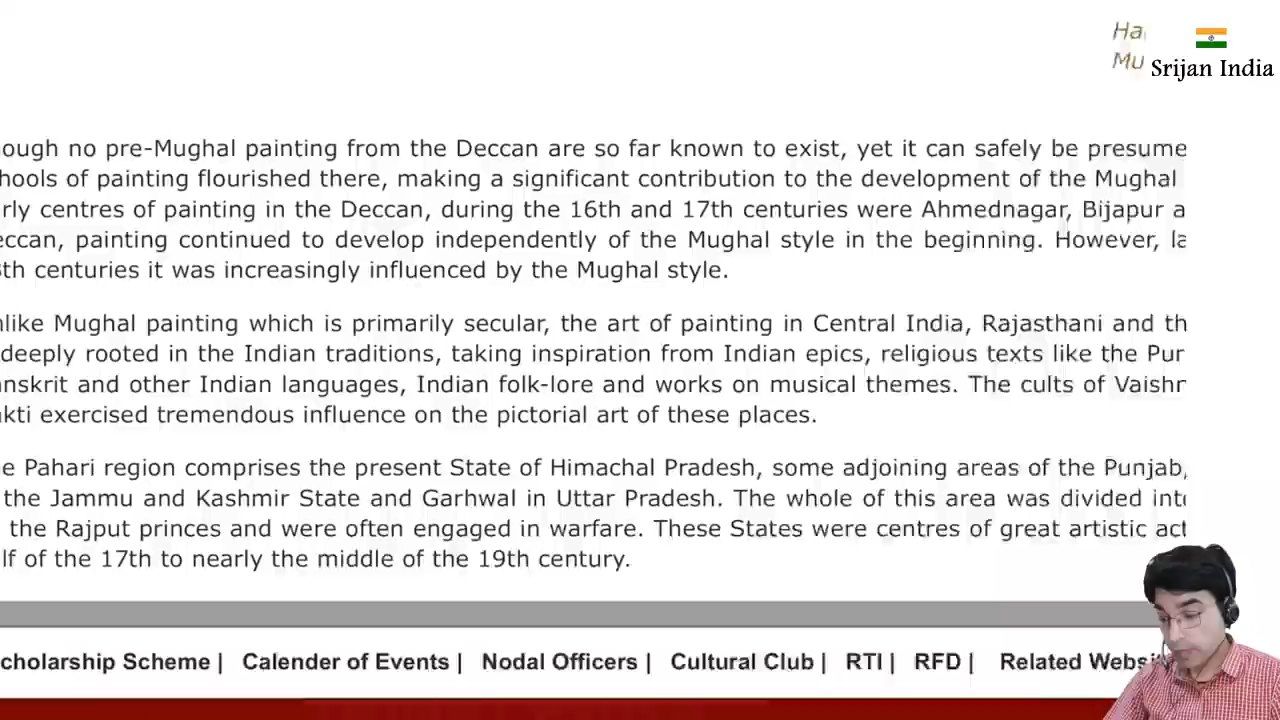 Ha
Mu
Srijan India
ough no pre-Mughal painting from the Deccan are so far known to exist, yet it can safely be presume
hools of painting flourished there, making a significant contribution to the development of the Mughal
rly centres of painting in the Deccan, during the 16th and 17th centuries were Ahmednagar, Bijapur a
eccan, painting continued to develop independently of the Mughal style in the beginning. However, la
8th centuries it was increasingly influenced by the Mughal style.
nlike Mughal painting which is primarily secular, the art of painting in Central India, Rajasthani and th
deeply rooted in the Indian traditions, taking inspiration from Indian epics, religious texts like the Pur
anskrit and other Indian languages, Indian folk-lore and works on musical themes. The cults of Vaishn
akti exercised tremendous influence on the pictorial art of these places.
e Pahari region comprises the present State of Himachal Pradesh, some adjoining areas of the Punjab,
the Jammu and Kashmir State and Garhwal in Uttar Pradesh. The whole of this area was divided into
the Rajput princes and were often engaged in warfare. These States were centres of great artistic act
lf of the 17th to nearly the middle of the 19th century.
cholarship Scheme | Calender of Events | Nodal Officers | Cultural Club | RTI | RFD | Related Websi